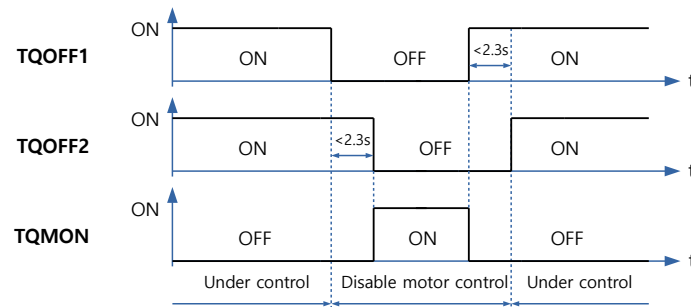 ON
TQOFF1
ON
OFF
<2.3s
ON
t
ON
TQOFF2
ON
<2.3s
OFF
ON
t
ON
TQMON
OFF
ON
OFF
t
Under control
Disable motor control
Under control